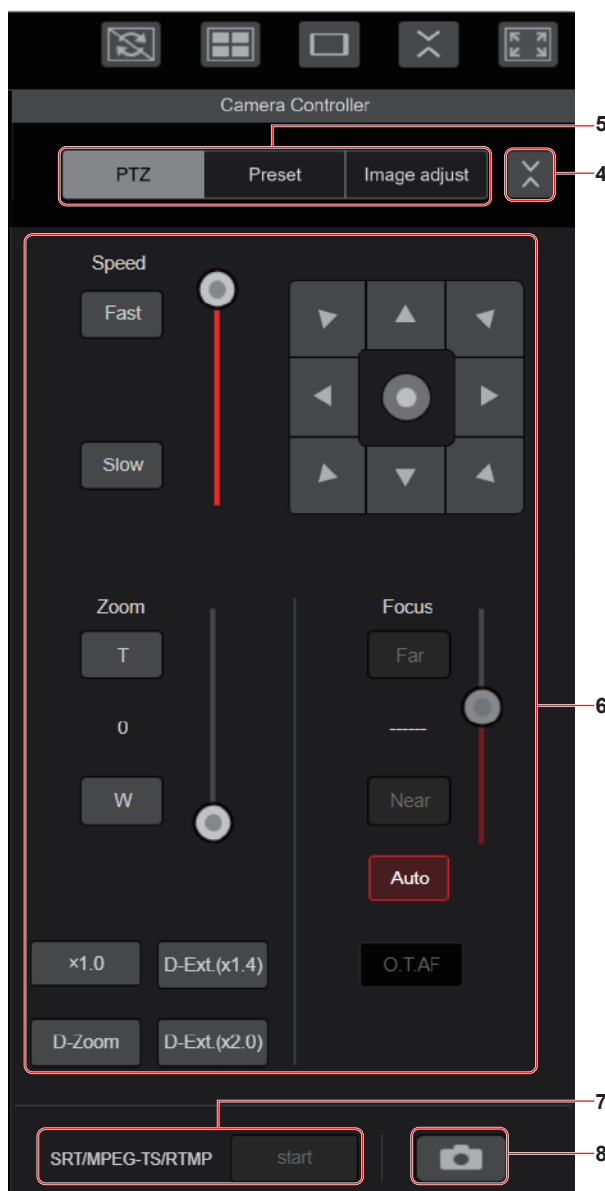 Camera Controller
5
PTZ Preset Image adjust
4
Speed
Fast
Slow
Zoom Focus
T Far
0 ------
6
W Near
Auto
×1.0 D-Ext.(x1.4) O.T.AF
D-Zoom D-Ext.(x2.0)
7
SRT/MPEG-TS/RTMP start
8